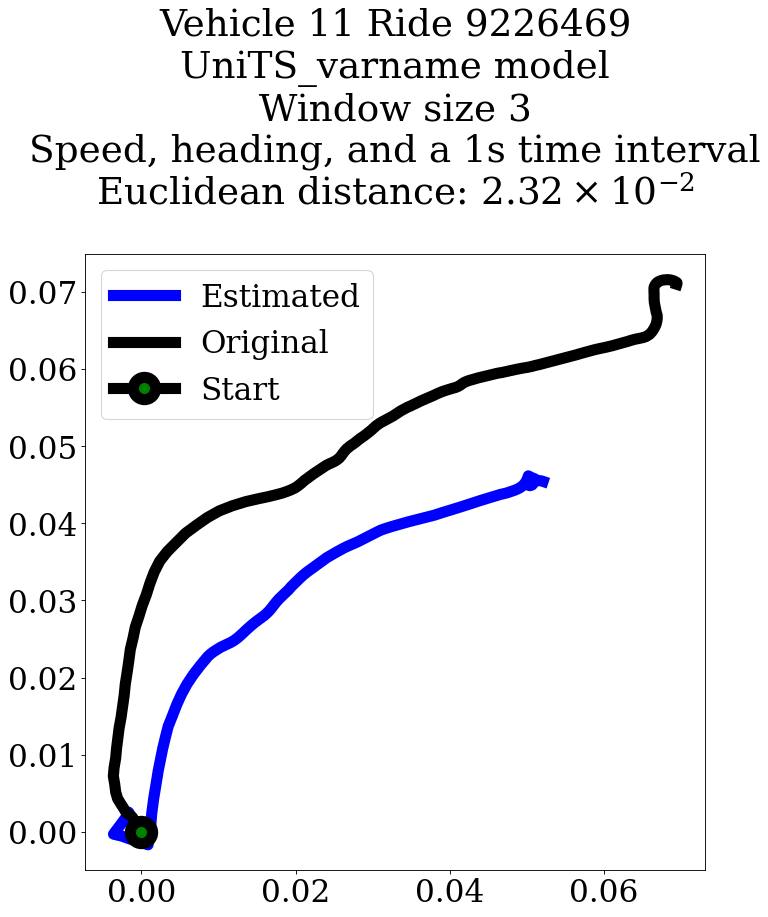 Vehicle 11 Ride 9226469
UniTS_varname model
Window size 3
Speed, heading, and a 1s time interval
Euclidean distance: 2.32 × 10⁻²
Estimated
Original
Start
0.07
0.06
0.05
0.04
0.03
0.02
0.01
0.00
0.00 0.02 0.04 0.06